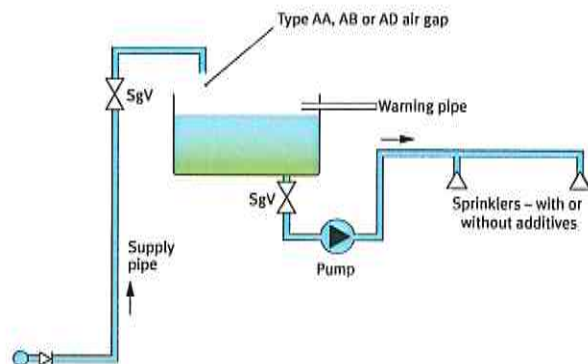 Type AA, AB or AD air gap
SgV
Warning pipe
SgV
Sprinklers – with or
without additives
Supply
pipe
Pump